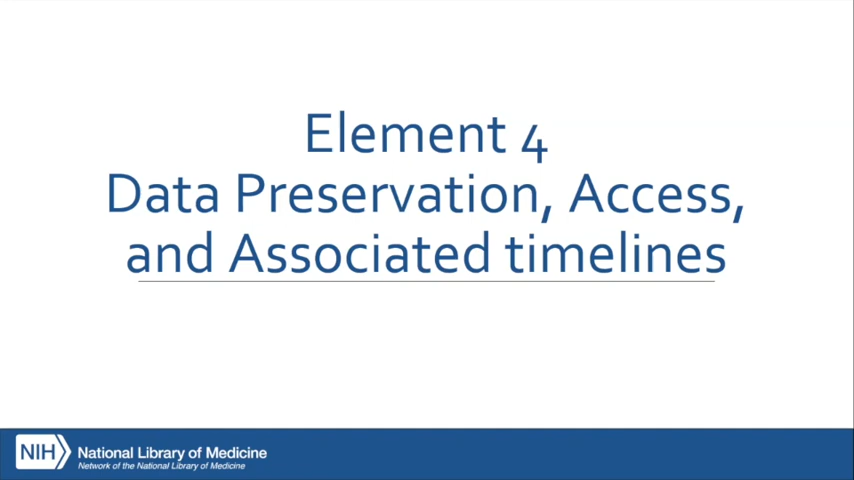 Element 4
Data Preservation, Access,
and Associated timelines
NIH
National Library of Medicine
Network of the National Library of Medicine